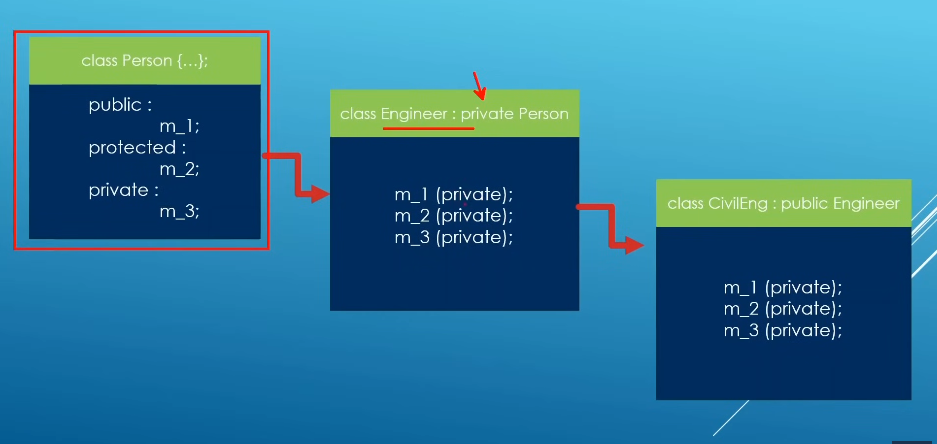 class Person {...};
public :
m_1;
protected :
m_2;
private :
m_3;
class Engineer : private Person
m_1 (private);
m_2 (private);
m_3 (private);
class CivilEng : public Engineer
m_1 (private);
m_2 (private);
m_3 (private);